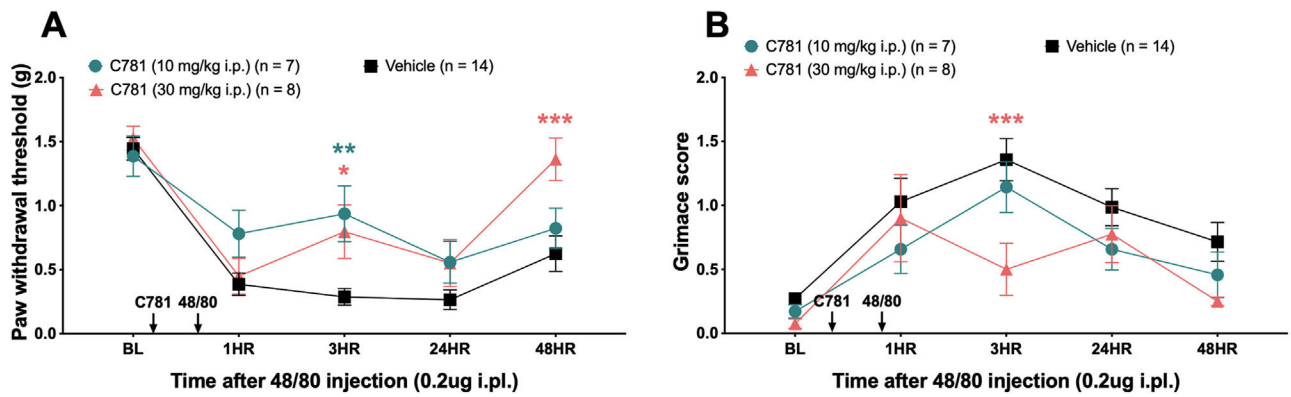 A
C781 (10 mg/kg i.p.) (n = 7)
Vehicle (n = 14)
C781 (30 mg/kg i.p.) (n = 8)
Paw withdrawal threshold (g)
2.0
1.5
1.0
0.5
0.0
**
*
***
C781
48/80
BL
1HR
3HR
24HR
48HR
Time after 48/80 injection (0.2ug i.pl.)
B
C781 (10 mg/kg i.p.) (n = 7)
Vehicle (n = 14)
C781 (30 mg/kg i.p.) (n = 8)
Grimace score
2.0
1.5
1.0
0.5
0.0
***
C781
48/80
BL
1HR
3HR
24HR
48HR
Time after 48/80 injection (0.2ug i.pl.)